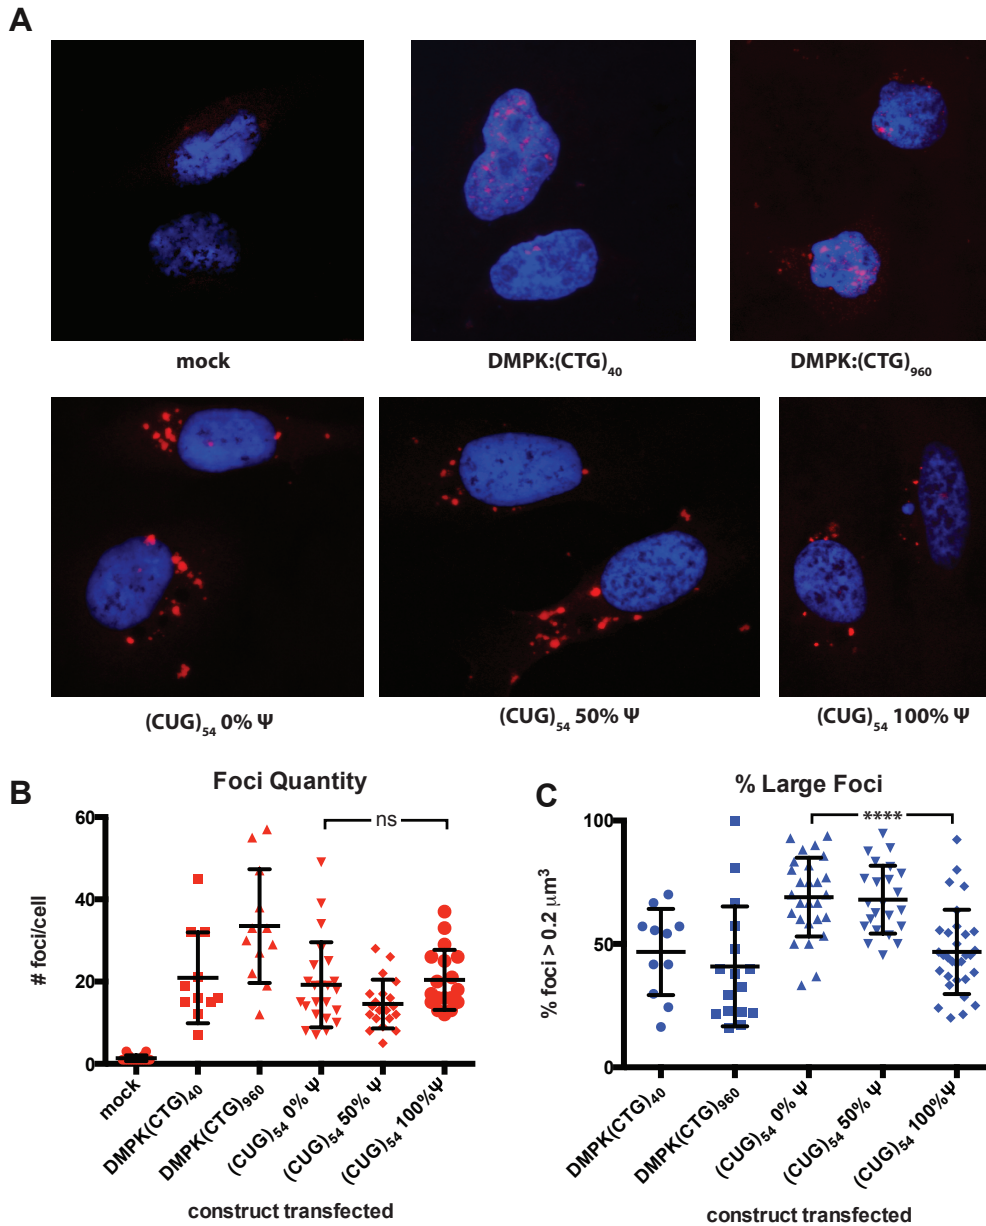 A
mock
DMPK:(CTG)₄₀
DMPK:(CTG)₉₆₀
(CUG)₅₄ 0% Ψ
(CUG)₅₄ 50% Ψ
(CUG)₅₄ 100% Ψ
B
Foci Quantity
ns
60
40
20
0
# foci/cell
mock
DMPK(CTG)₄₀
DMPK(CTG)₉₆₀
(CUG)₅₄ 0% Ψ
(CUG)₅₄ 50% Ψ
(CUG)₅₄ 100%Ψ
construct transfected
C
% Large Foci
****
100
50
0
% foci > 0.2 μm³
DMPK(CTG)₄₀
DMPK(CTG)₉₆₀
(CUG)₅₄ 0% Ψ
(CUG)₅₄ 50% Ψ
(CUG)₅₄ 100%Ψ
construct transfected